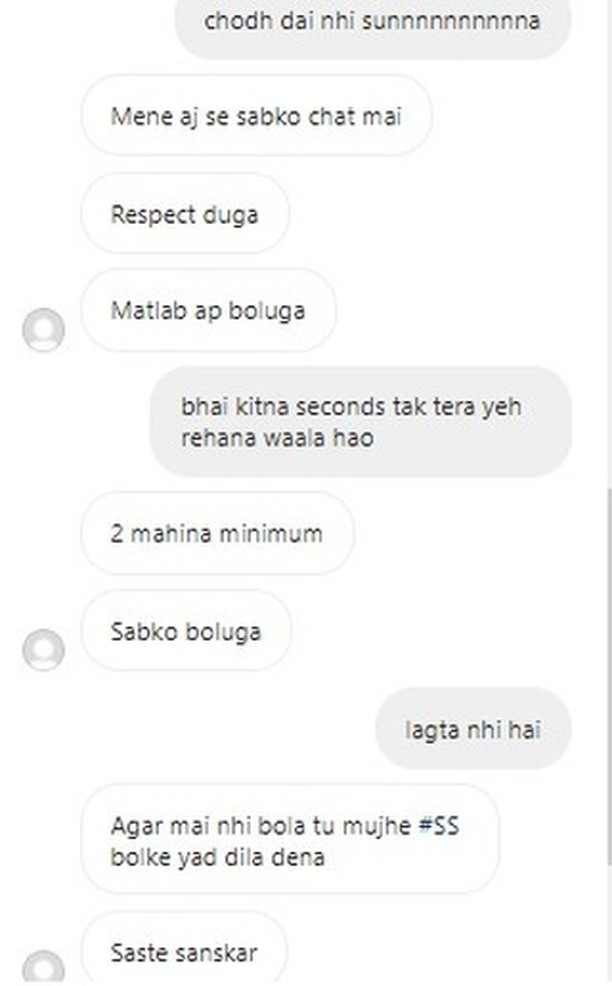 chodh dai nhi sunnnnnnnnnnna
Mene aj se sabko chat mai
Respect duga
Matlab ap boluga
bhai kitna seconds tak tera yeh
rehana waala hao
2 mahina minimum
Sabko boluga
lagta nhi hai
Agar mai nhi bola tu mujhe #SS
bolke yad dila dena
Saste sanskar